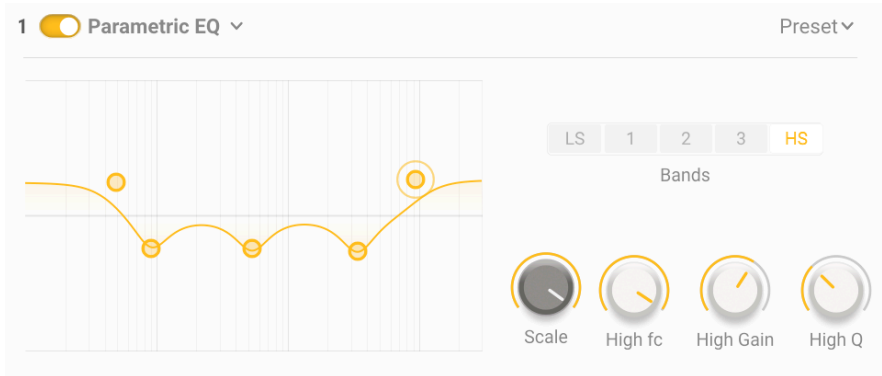 1 Parametric EQ Preset
LS 1 2 3 HS
Bands
Scale High fc High Gain High Q